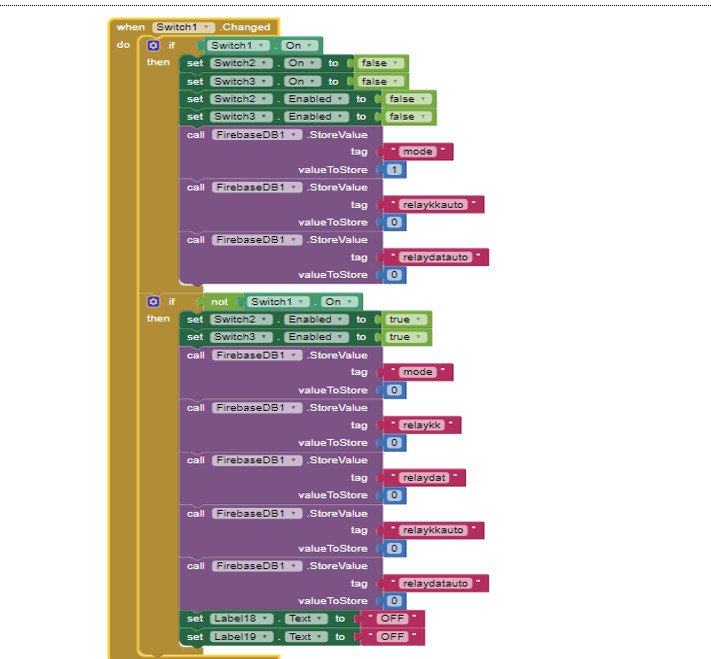 when Switch1 .Changed
do if Switch1 . On
then set Switch2 . On to false
set Switch3 . On to false
set Switch2 . Enabled to false
set Switch3 . Enabled to false
call FirebaseDB1 .StoreValue
tag " mode "
valueToStore 1
call FirebaseDB1 .StoreValue
tag " relaykkauto "
valueToStore 0
call FirebaseDB1 .StoreValue
tag " relaydatauto "
valueToStore 0
if not Switch1 . On
then set Switch2 . Enabled to true
set Switch3 . Enabled to true
call FirebaseDB1 .StoreValue
tag " mode "
valueToStore 0
call FirebaseDB1 .StoreValue
tag " relaykk "
valueToStore 0
call FirebaseDB1 .StoreValue
tag " relaydat "
valueToStore 0
call FirebaseDB1 .StoreValue
tag " relaykkauto "
valueToStore 0
call FirebaseDB1 .StoreValue
tag " relaydatauto "
valueToStore 0
set Label18 . Text to " OFF "
set Label19 . Text to " OFF "